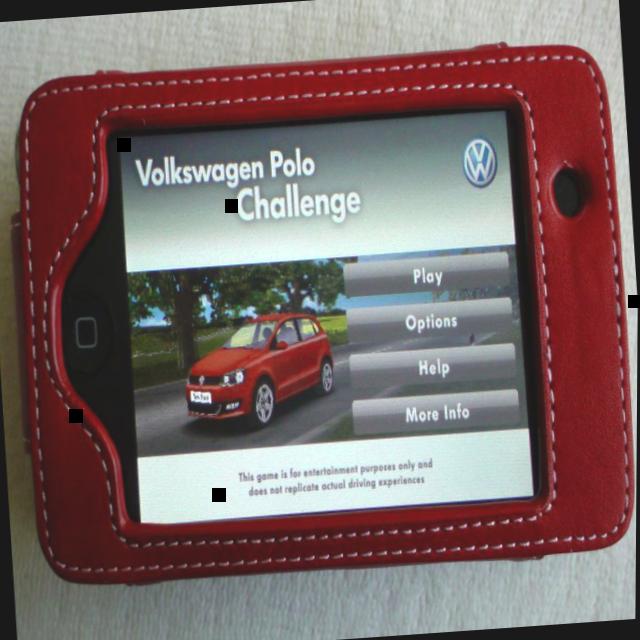 Volkswagen Polo
Challenge
Play
Options
Help
More Info
This game is for entertainment purposes only and
does not replicate actual driving experiences